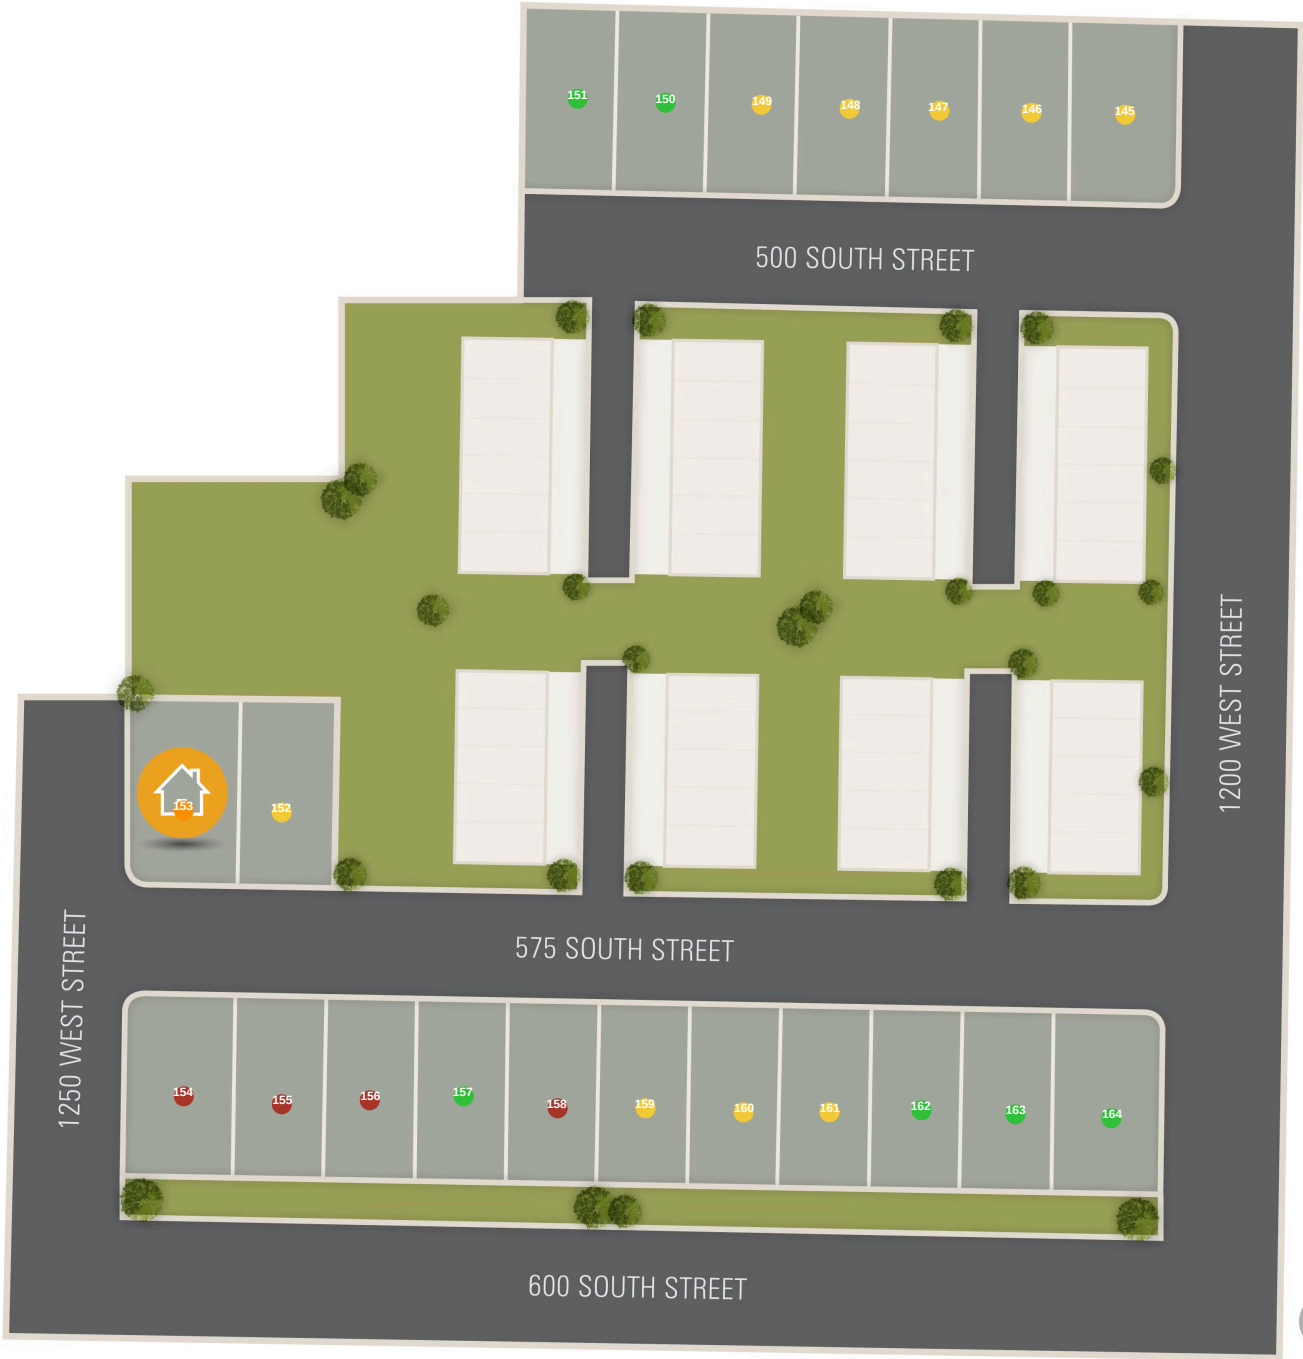 151 150 149 148 147 146 145
500 SOUTH STREET
1200 WEST STREET
153 152
575 SOUTH STREET
1250 WEST STREET
154 155 156 157 158 159 160 161 162 163 164
600 SOUTH STREET